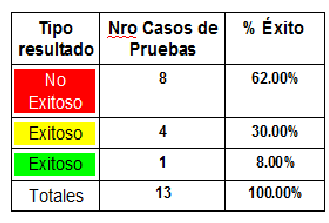 Tipo resultado Nro Casos de Pruebas % Éxito
No Exitoso 8 62.00%
Exitoso 4 30.00%
Exitoso 1 8.00%
Totales 13 100.00%